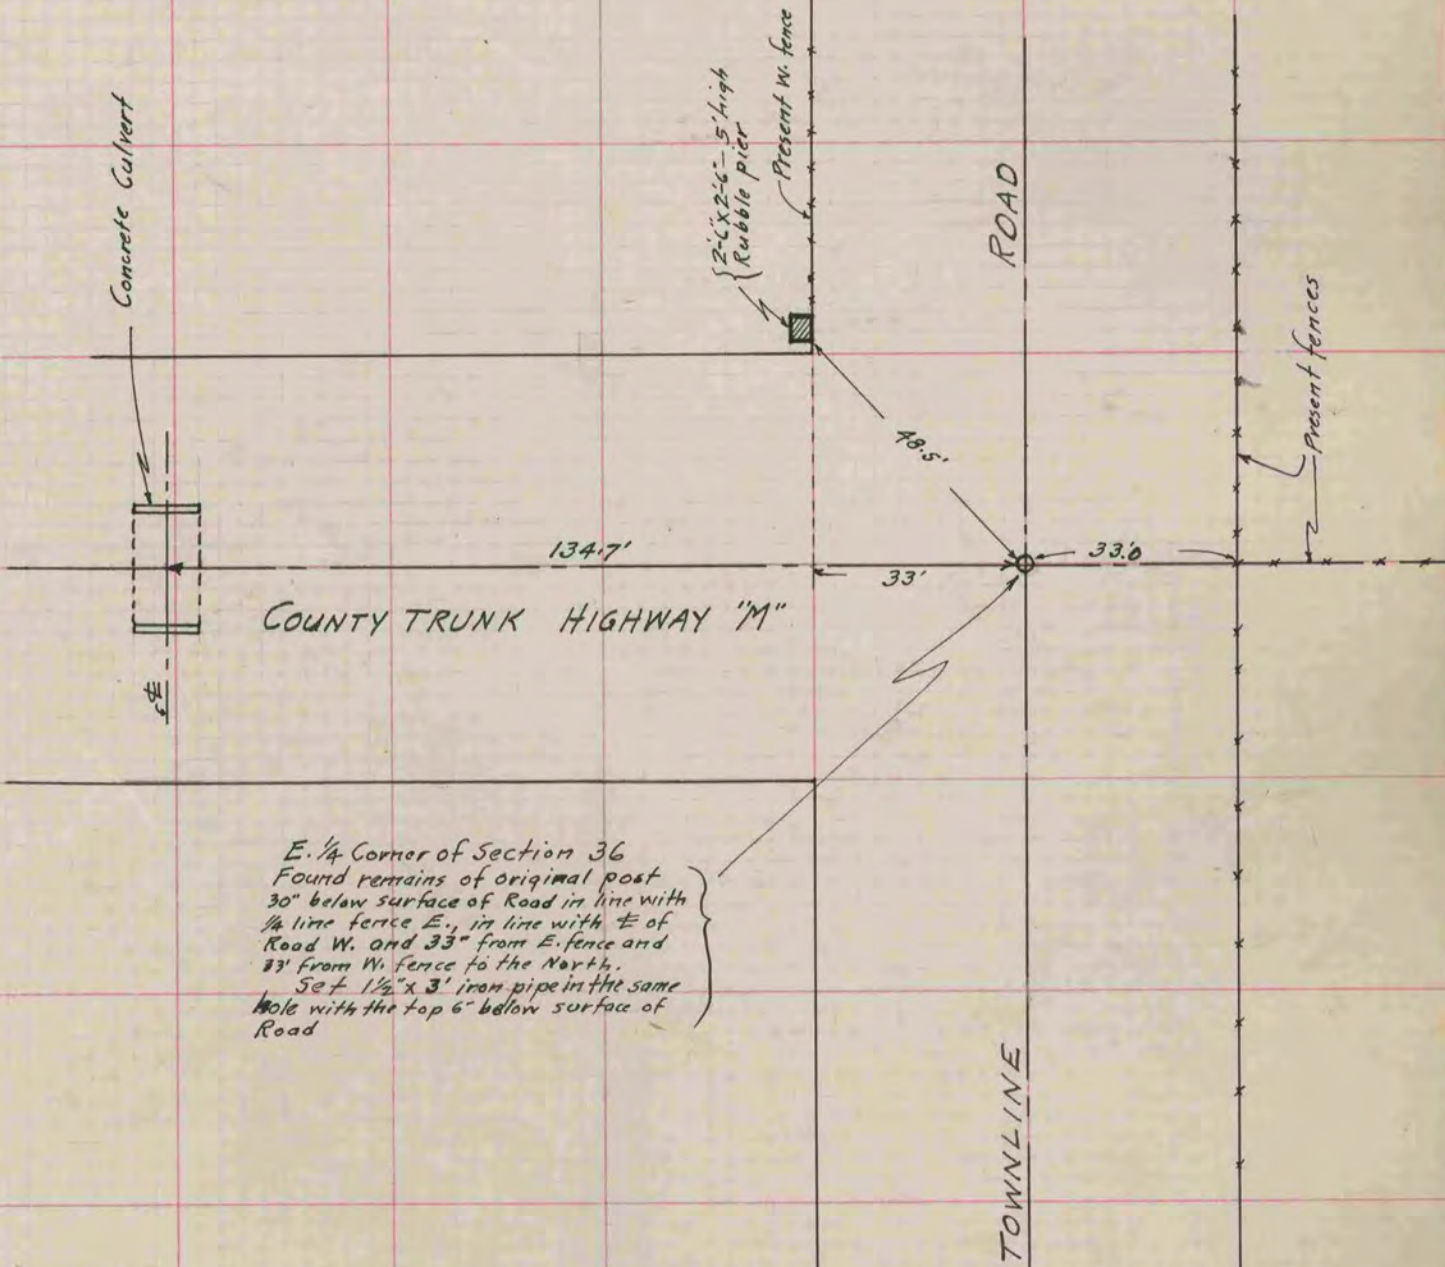 Concrete Culvert
2'-6"x2'-6"-5' high
Rubble pier
Present W. fence
ROAD
Present fences
48.5'
134.7'
33'
33.0
COUNTY TRUNK HIGHWAY "M"
℄
E. 1/4 Corner of Section 36
Found remains of original post
30" below surface of Road in line with
1/4 line fence E., in line with ℄ of
Road W. and 33" from E. fence and
33' from W. fence to the North.
Set 1 1/2" x 3' iron pipe in the same
hole with the top 6" below surface of
Road
TOWNLINE